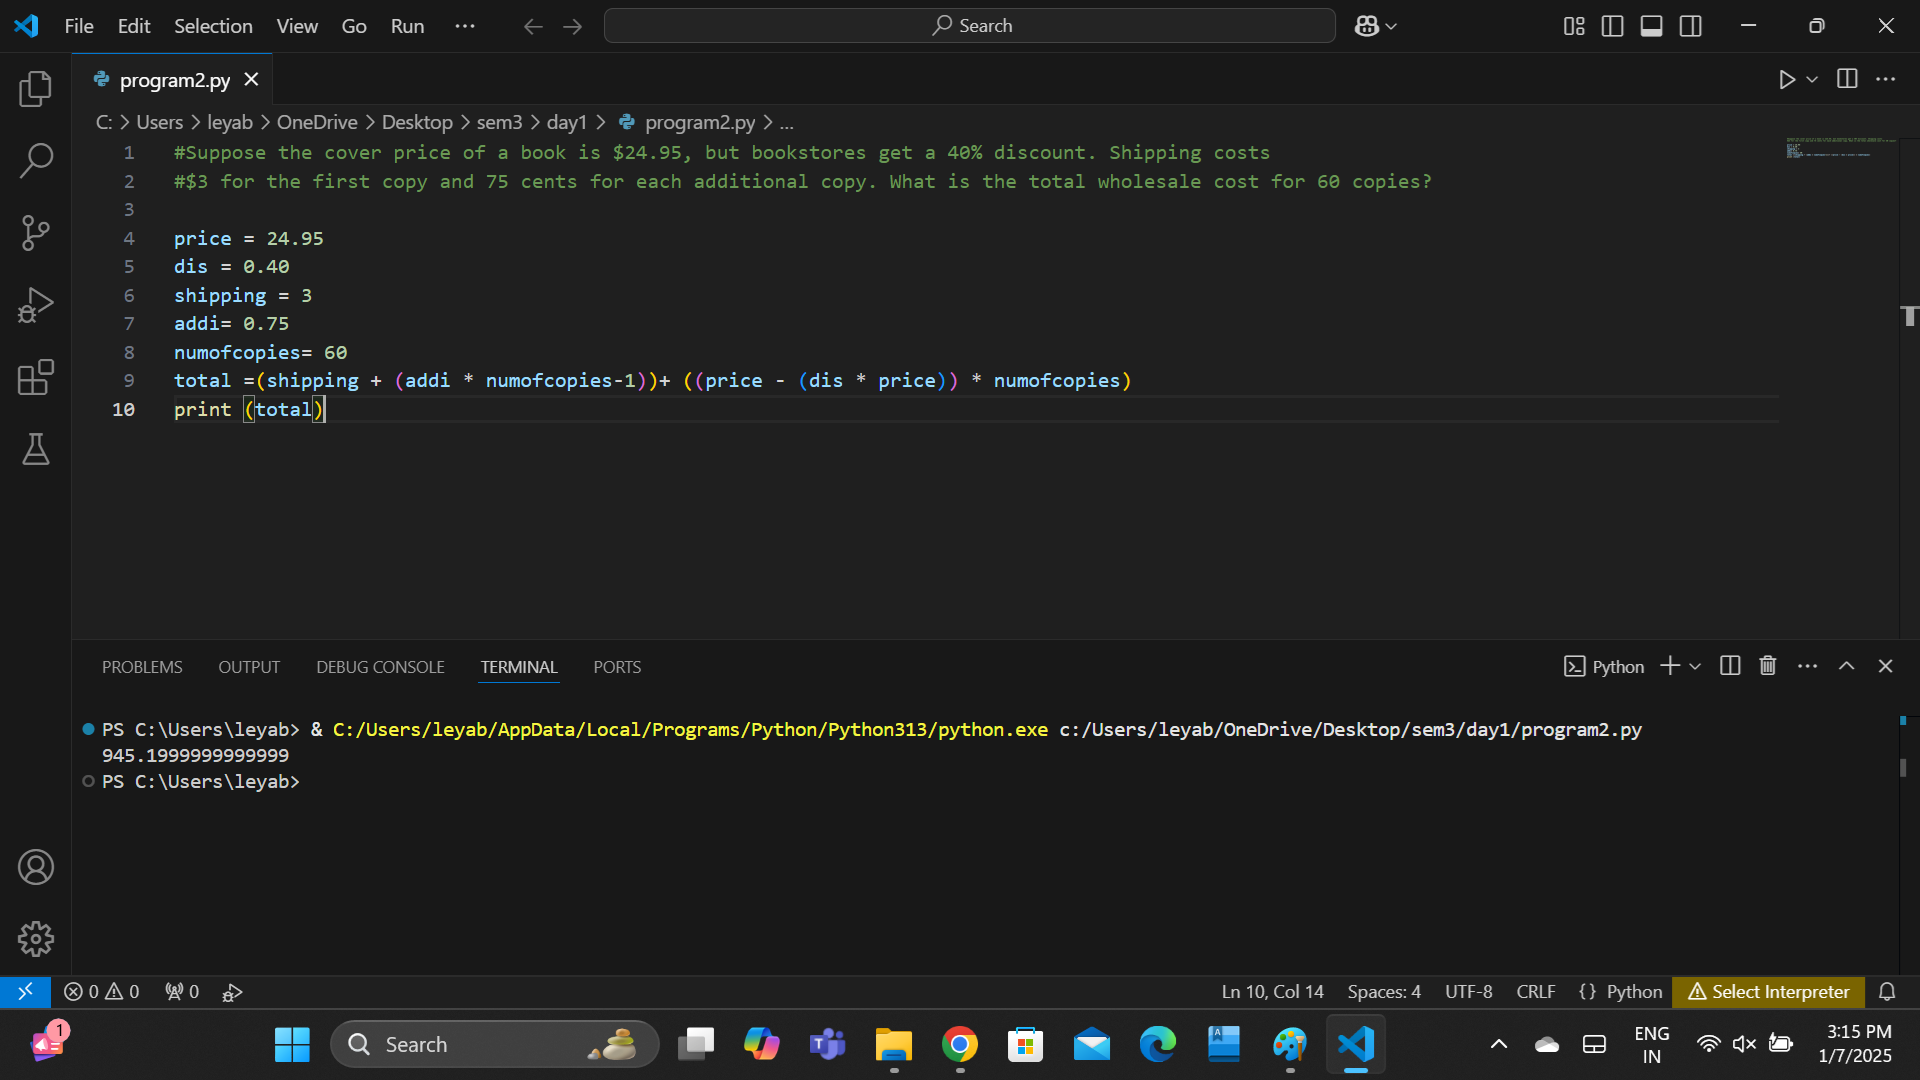 File Edit Selection View Go Run ···
Search
program2.py
C: > Users > leyab > OneDrive > Desktop > sem3 > day1 > program2.py > ...
1 #Suppose the cover price of a book is $24.95, but bookstores get a 40% discount. Shipping costs
2 #$3 for the first copy and 75 cents for each additional copy. What is the total wholesale cost for 60 copies?
3
4 price = 24.95
5 dis = 0.40
6 shipping = 3
7 addi= 0.75
8 numofcopies= 60
9 total =(shipping + (addi * numofcopies-1))+ ((price - (dis * price)) * numofcopies)
10 print (total)
PROBLEMS OUTPUT DEBUG CONSOLE TERMINAL PORTS
Python
PS C:\Users\leyab> & C:/Users/leyab/AppData/Local/Programs/Python/Python313/python.exe c:/Users/leyab/OneDrive/Desktop/sem3/day1/program2.py
945.1999999999999
PS C:\Users\leyab>
0 0 0
Ln 10, Col 14 Spaces: 4 UTF-8 CRLF {} Python Select Interpreter
1
Search
ENG
IN
3:15 PM
1/7/2025